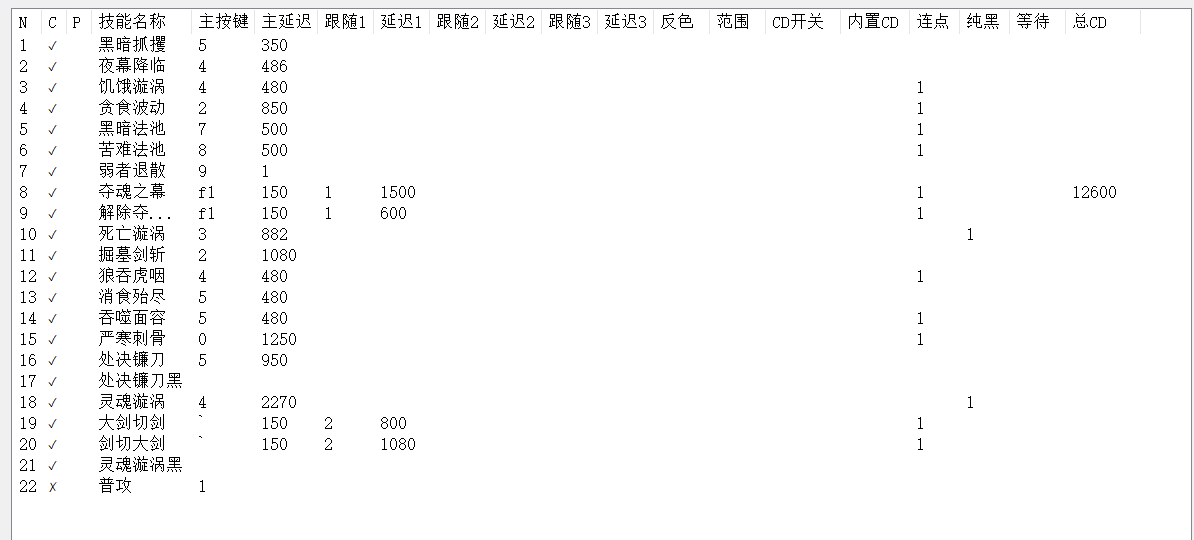 N C P 技能名称 主按键 主延迟 跟随1 延迟1 跟随2 延迟2 跟随3 延迟3 反色 范围 CD开关 内置CD 连点 纯黑 等待 总CD
1 ✓ 黑暗抓攫 5 350
2 ✓ 夜幕降临 4 486
3 ✓ 饥饿漩涡 4 480 1
4 ✓ 贪食波动 2 850 1
5 ✓ 黑暗法池 7 500 1
6 ✓ 苦难法池 8 500 1
7 ✓ 弱者退散 9 1
8 ✓ 夺魂之幕 f1 150 1 1500 1 12600
9 ✓ 解除夺... f1 150 1 600 1
10 ✓ 死亡漩涡 3 882 1
11 ✓ 掘墓剑斩 2 1080
12 ✓ 狼吞虎咽 4 480 1
13 ✓ 消食殆尽 5 480
14 ✓ 吞噬面容 5 480 1
15 ✓ 严寒刺骨 0 1250 1
16 ✓ 处决镰刀 5 950
17 ✓ 处决镰刀黑
18 ✓ 灵魂漩涡 4 2270 1
19 ✓ 大剑切剑 ` 150 2 800 1
20 ✓ 剑切大剑 ` 150 2 1080 1
21 ✓ 灵魂漩涡黑
22 ✗ 普攻 1